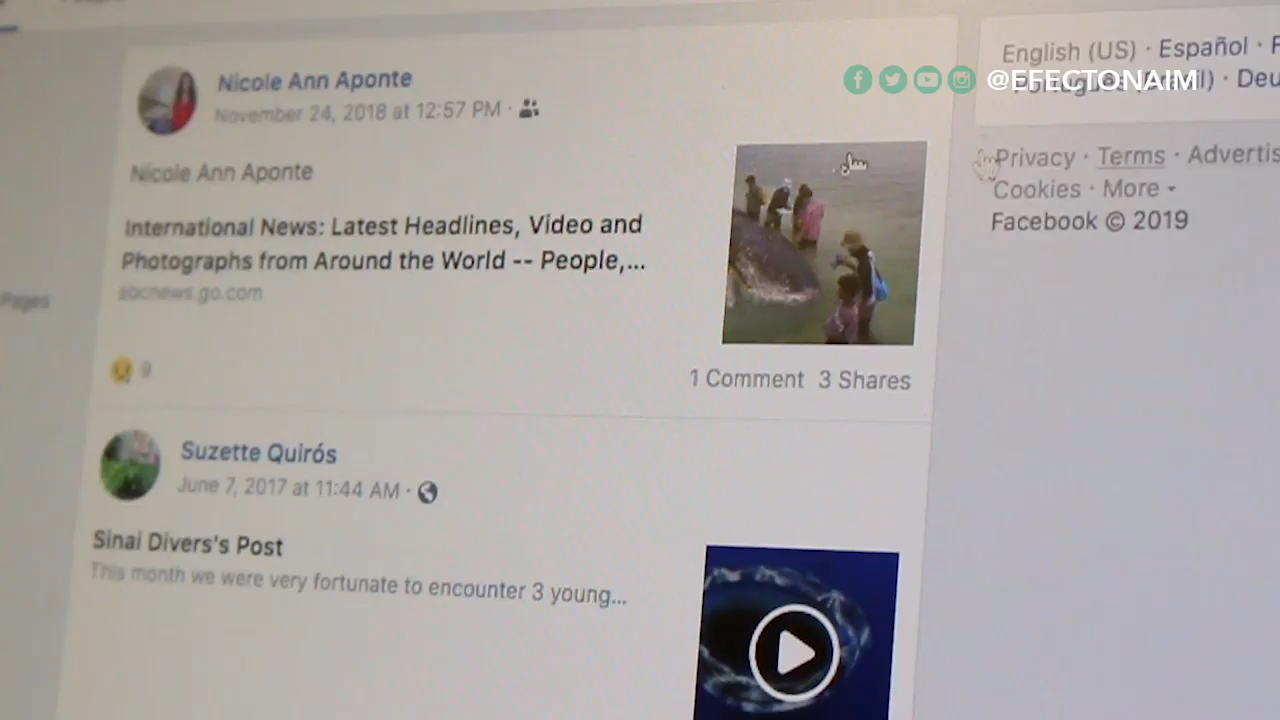 Nicole Ann Aponte
November 24, 2018 at 12:57 PM ·
Nicole Ann Aponte
International News: Latest Headlines, Video and
Photographs from Around the World -- People,...
abcnews.go.com
9
1 Comment 3 Shares
Suzette Quirós
June 7, 2017 at 11:44 AM ·
Sinai Divers's Post
This month we were very fortunate to encounter 3 young...
Pages
English (US) · Español ·
@EFECTONAIM
· Deu
Privacy · Terms · Advertis
Cookies · More
Facebook © 2019